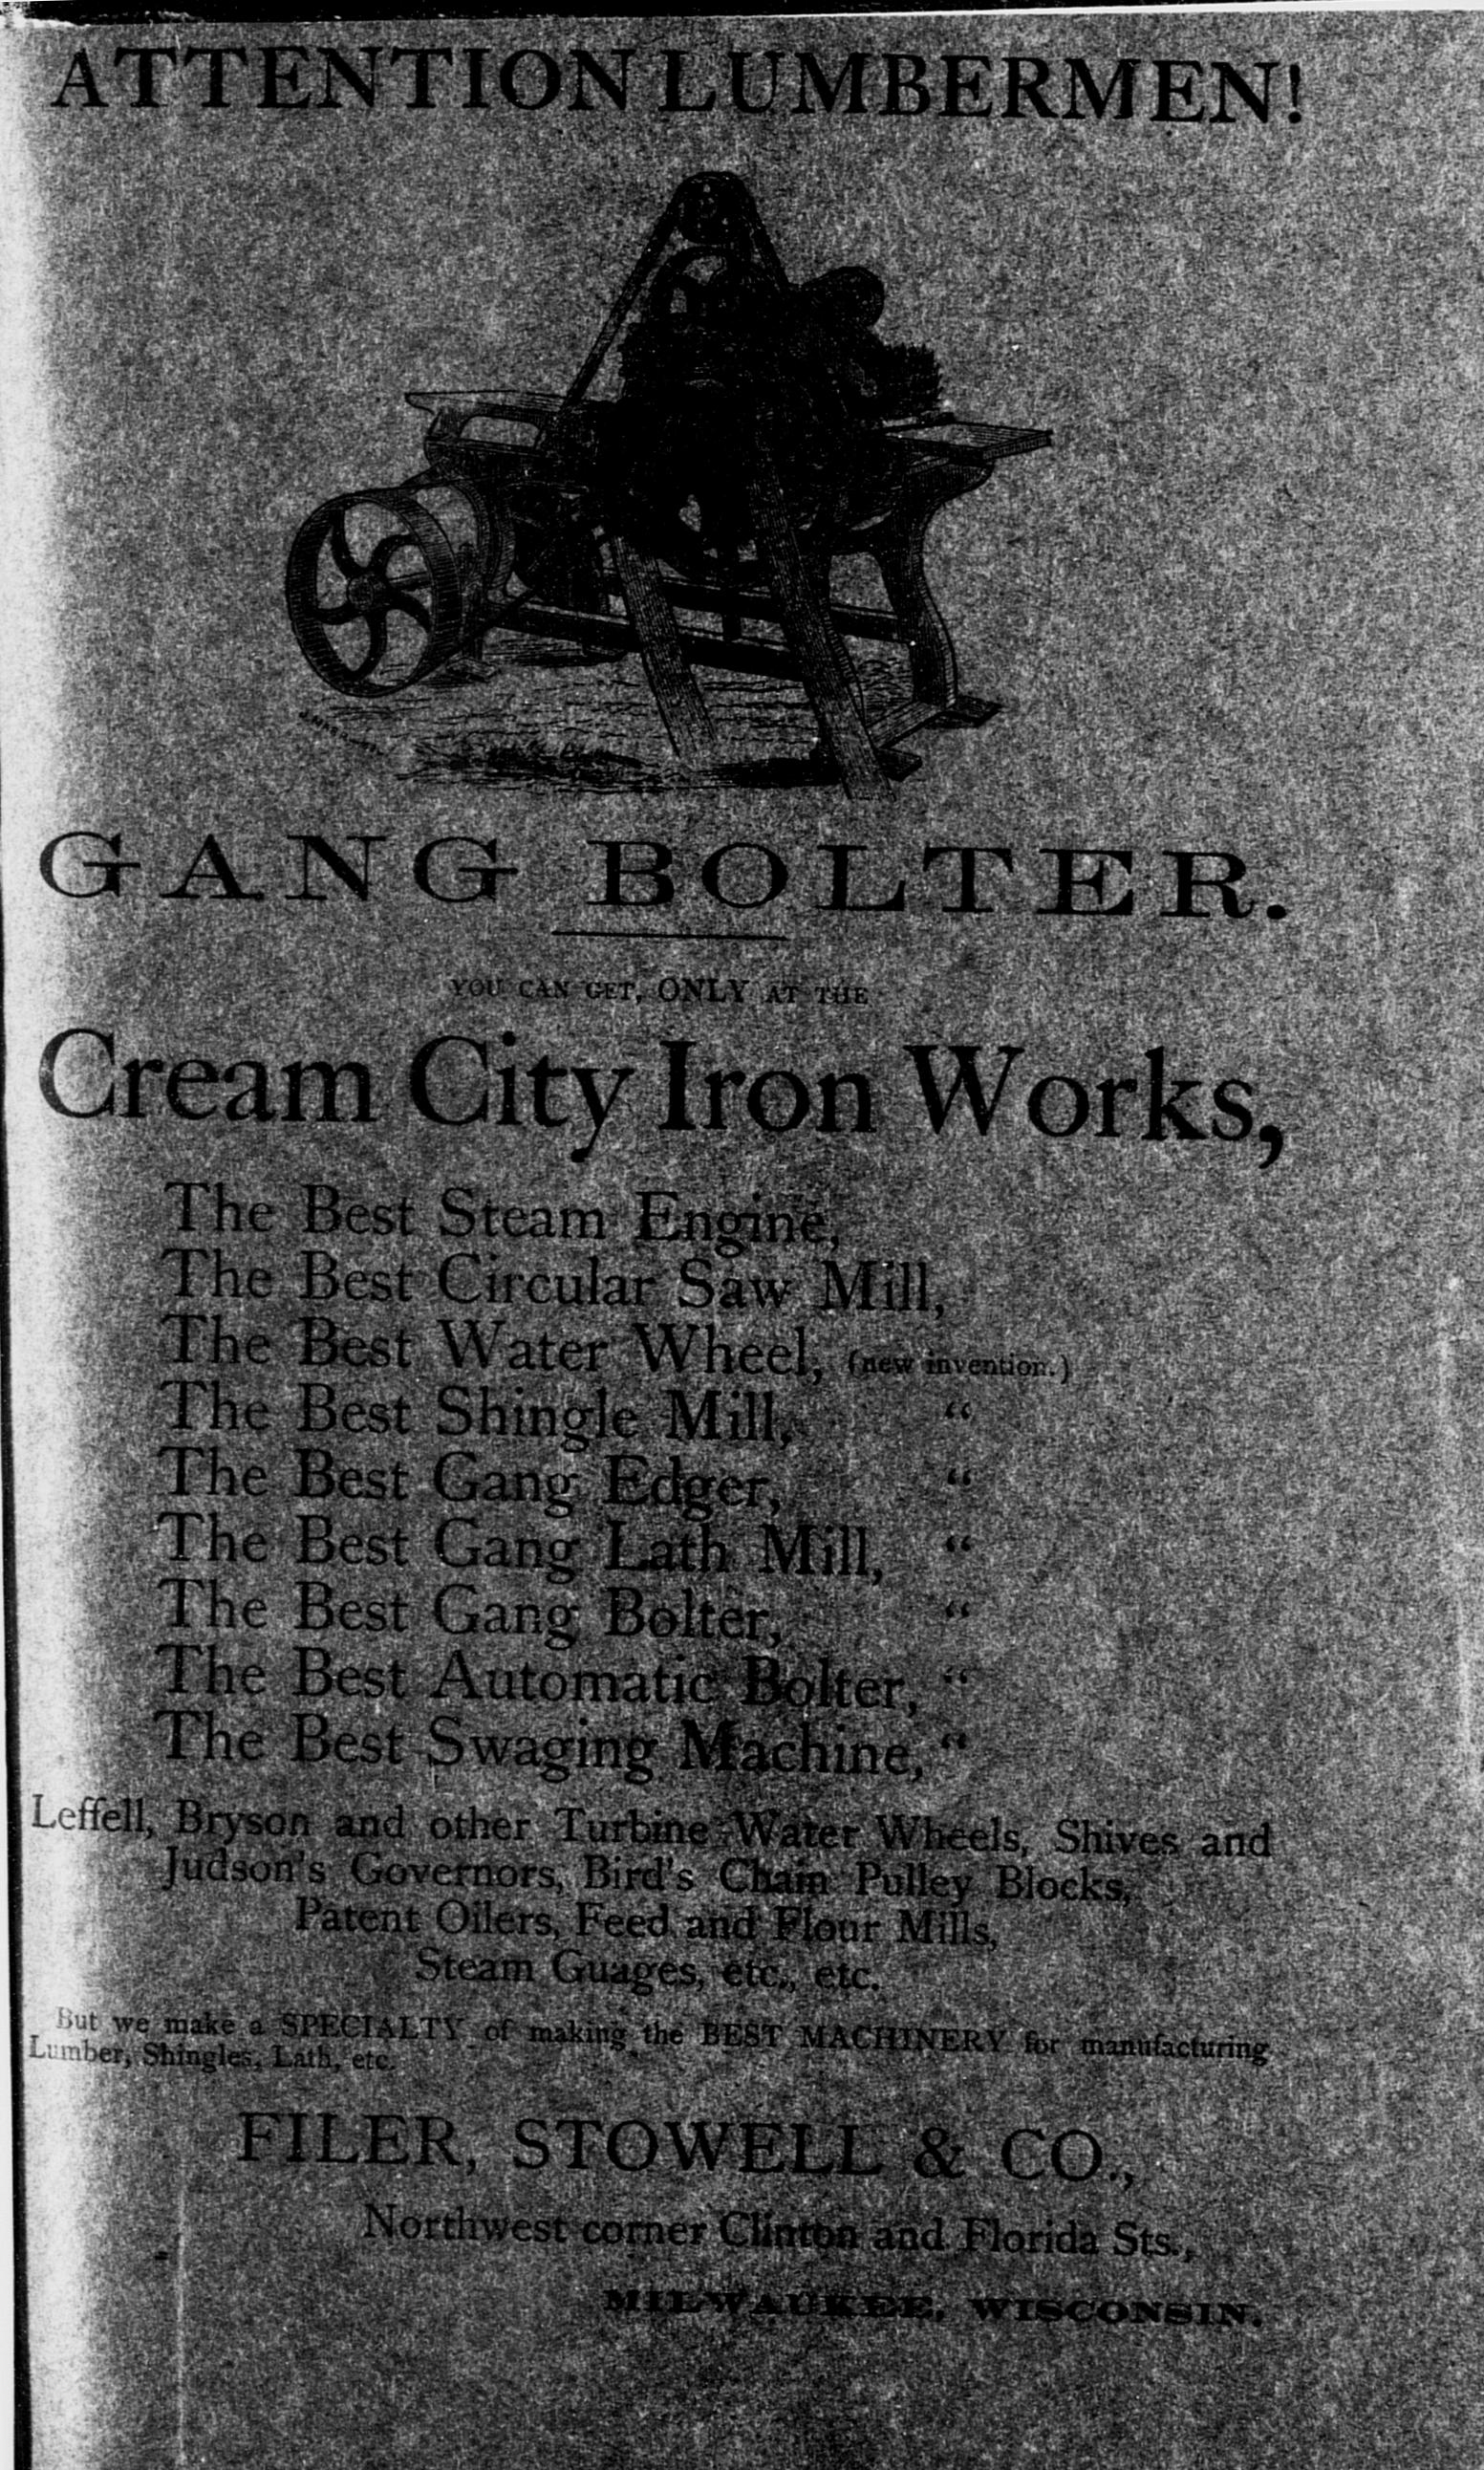 ATTENTION LUMBERMEN!
GANG BOLTER.
YOU CAN GET, ONLY AT THE
Cream City Iron Works,
The Best Steam Engine,
The Best Circular Saw Mill,
The Best Water Wheel, (new invention.)
The Best Shingle Mill, “
The Best Gang Edger, “
The Best Gang Lath Mill, “
The Best Gang Bolter, “
The Best Automatic Bolter, “
The Best Swaging Machine, “
Leffell, Bryson and other Turbine Water Wheels, Shives and
Judson's Governors, Bird's Chain Pulley Blocks,
Patent Oilers, Feed and Flour Mills,
Steam Guages, etc., etc.
But we make a SPECIALTY of making the BEST MACHINERY for manufacturing
Lumber, Shingles, Lath, etc.
FILER, STOWELL & CO.,
Northwest corner Clinton and Florida Sts.,
MILWAUKEE, WISCONSIN.